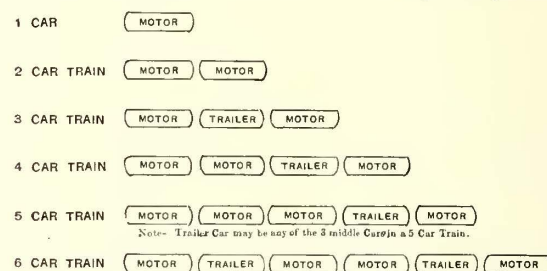 1 CAR MOTOR
2 CAR TRAIN MOTOR MOTOR
3 CAR TRAIN MOTOR TRAILER MOTOR
4 CAR TRAIN MOTOR MOTOR TRAILER MOTOR
5 CAR TRAIN MOTOR MOTOR MOTOR TRAILER MOTOR
Note- Trailer Car may be any of the 3 middle Cars in a 5 Car Train.
6 CAR TRAIN MOTOR TRAILER MOTOR MOTOR TRAILER MOTOR